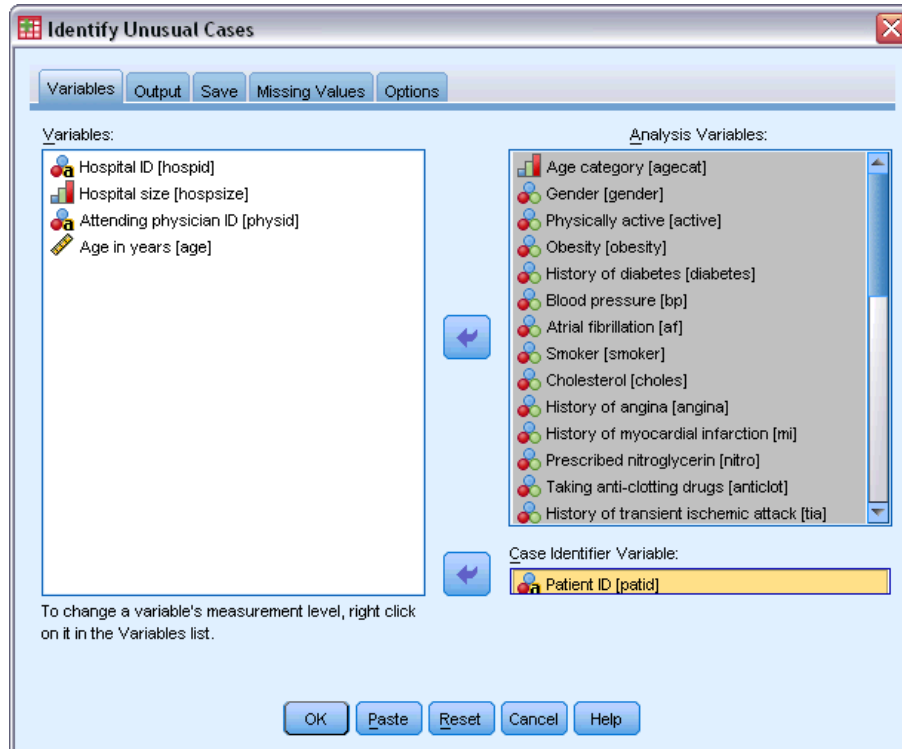 Identify Unusual Cases
Variables
Output
Save
Missing Values
Options
Variables:
Hospital ID [hospid]
Hospital size [hospsize]
Attending physician ID [physid]
Age in years [age]
To change a variable's measurement level, right click
on it in the Variables list.
Analysis Variables:
Age category [agecat]
Gender [gender]
Physically active [active]
Obesity [obesity]
History of diabetes [diabetes]
Blood pressure [bp]
Atrial fibrillation [af]
Smoker [smoker]
Cholesterol [choles]
History of angina [angina]
History of myocardial infarction [mi]
Prescribed nitroglycerin [nitro]
Taking anti-clotting drugs [anticlot]
History of transient ischemic attack [tia]
Case Identifier Variable:
Patient ID [patid]
OK
Paste
Reset
Cancel
Help